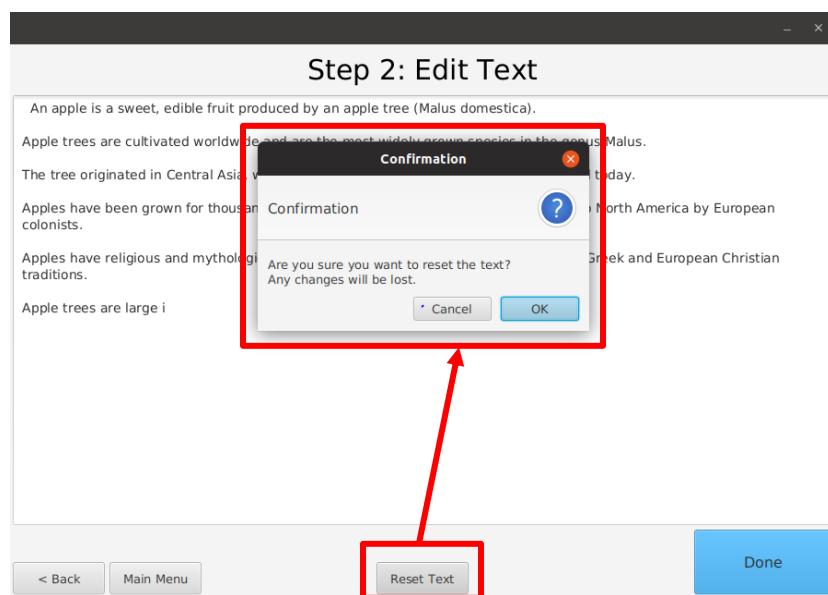 Step 2: Edit Text
An apple is a sweet, edible fruit produced by an apple tree (Malus domestica).
Apple trees are cultivated worldwide and are the most widely grown species in the genus Malus.
The tree originated in Central Asia, today.
Apples have been grown for North America by European
colonists.
Apples have religious and Greek and European Christian
traditions.
Apple trees are large i
Confirmation
Confirmation
?
Are you sure you want to reset the text?
Any changes will be lost.
Cancel OK
< Back Main Menu Reset Text Done